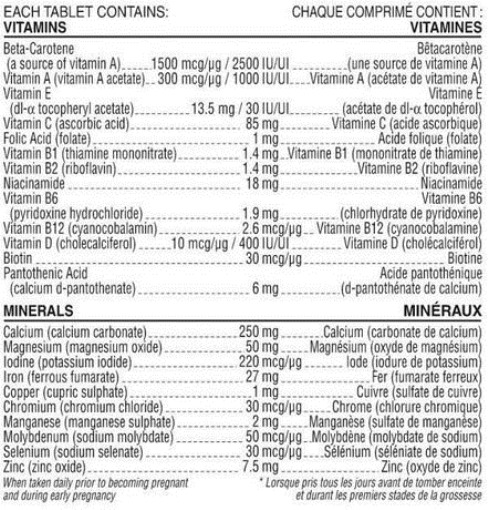 EACH TABLET CONTAINS: CHAQUE COMPRIMÉ CONTIENT :
VITAMINS VITAMINES
Beta-Carotene Bêtacarotène
(a source of vitamin A) 1500 mcg/µg / 2500 IU/UI (une source de vitamine A)
Vitamin A (vitamin A acetate) 300 mcg/µg / 1000 IU/UI Vitamine A (acétate de vitamine A)
Vitamin E Vitamine E
(dl-α tocopheryl acetate) 13.5 mg / 30 IU/UI (acétate de dl-α tocophérol)
Vitamin C (ascorbic acid) 85 mg Vitamine C (acide ascorbique)
Folic Acid (folate) 1 mg Acide folique (folate)
Vitamin B1 (thiamine mononitrate) 1.4 mg Vitamine B1 (mononitrate de thiamine)
Vitamin B2 (riboflavin) 1.4 mg Vitamine B2 (riboflavine)
Niacinamide 18 mg Niacinamide
Vitamin B6 Vitamine B6
(pyridoxine hydrochloride) 1.9 mg (chlorhydrate de pyridoxine)
Vitamin B12 (cyanocobalamin) 2.6 mcg/µg Vitamine B12 (cyanocobalamine)
Vitamin D (cholecalciferol) 10 mcg/µg / 400 IU/UI Vitamine D (cholécalciférol)
Biotin 30 mcg/µg Biotine
Pantothenic Acid Acide pantothénique
(calcium d-pantothenate) 6 mg (d-pantothénate de calcium)
MINERALS MINÉRAUX
Calcium (calcium carbonate) 250 mg Calcium (carbonate de calcium)
Magnesium (magnesium oxide) 50 mg Magnésium (oxyde de magnésium)
Iodine (potassium iodide) 220 mcg/µg Iode (iodure de potassium)
Iron (ferrous fumarate) 27 mg Fer (fumarate ferreux)
Copper (cupric sulphate) 1 mg Cuivre (sulfate de cuivre)
Chromium (chromium chloride) 30 mcg/µg Chrome (chlorure chromique)
Manganese (manganese sulphate) 2 mg Manganèse (sulfate de manganèse)
Molybdenum (sodium molybdate) 50 mcg/µg Molybdène (molybdate de sodium)
Selenium (sodium selenate) 30 mcg/µg Sélénium (séléniate de sodium)
Zinc (zinc oxide) 7.5 mg Zinc (oxyde de zinc)
When taken daily prior to becoming pregnant * Lorsque pris tous les jours avant de tomber enceinte
and during early pregnancy et durant les premiers stades de la grossesse